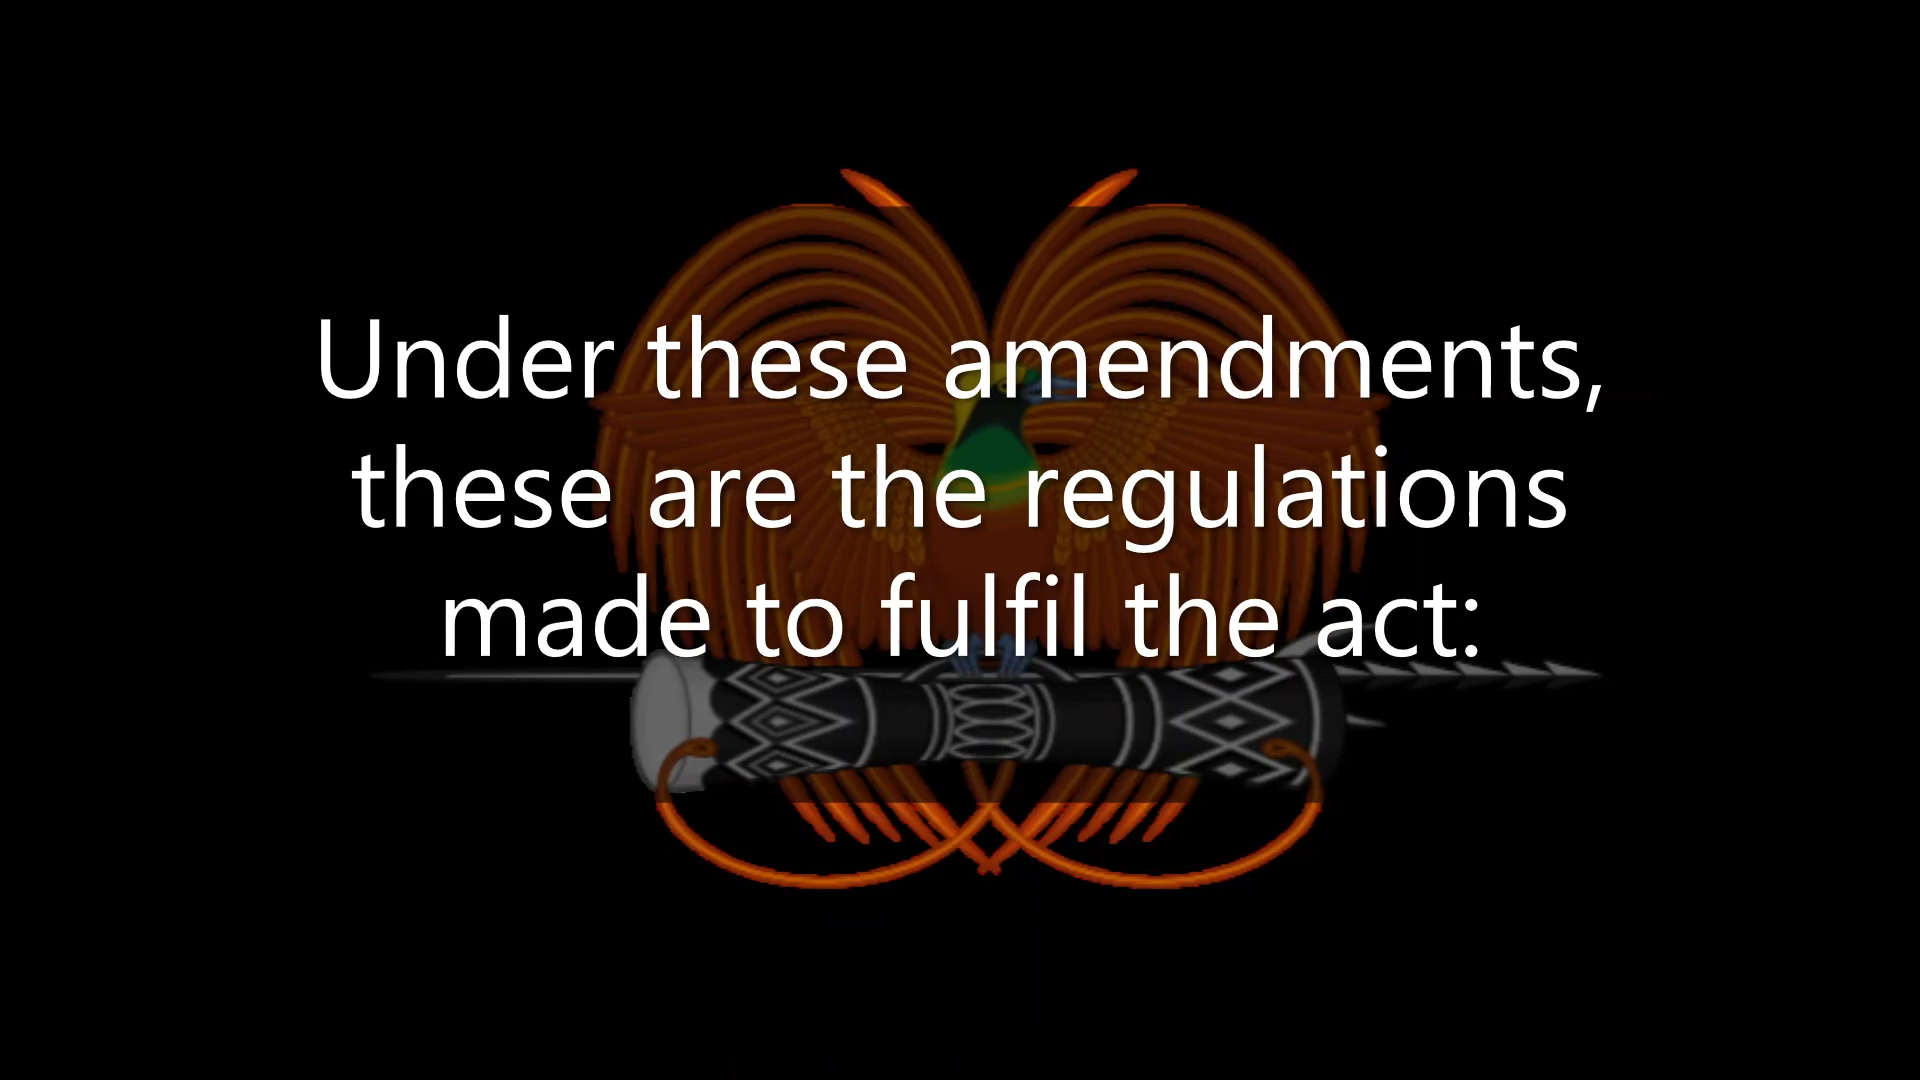 Under these amendments,
these are the regulations
made to fulfil the act: